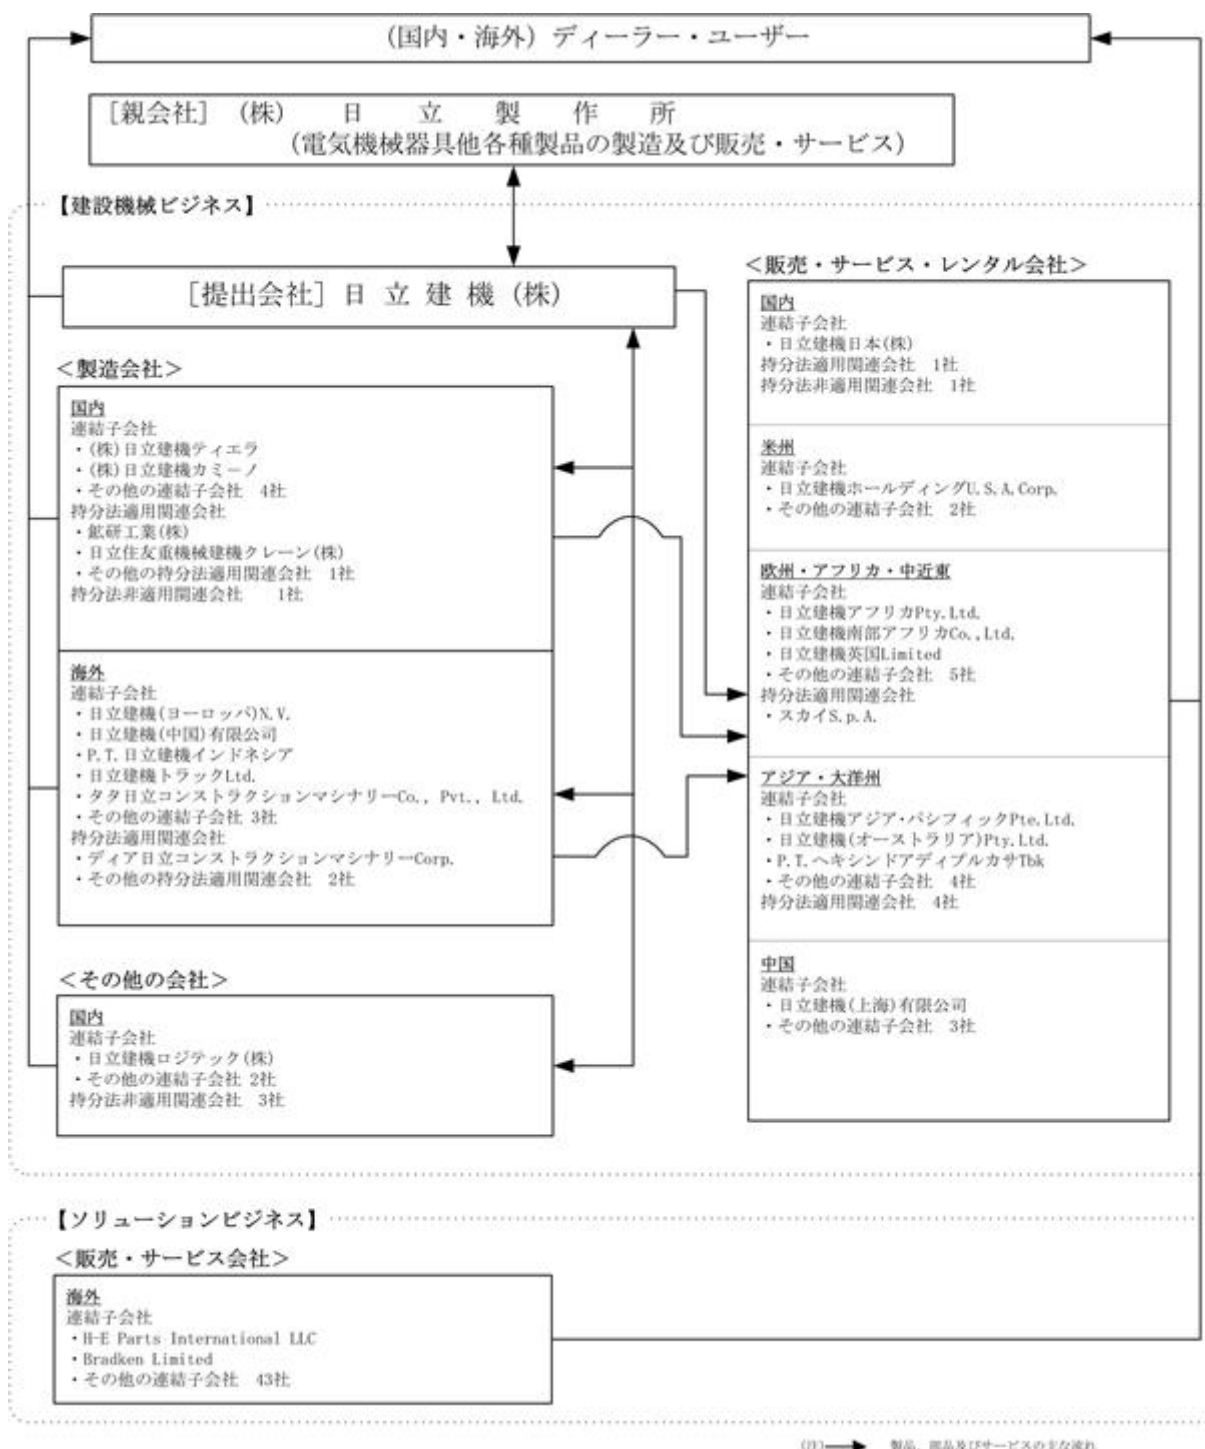 (国内・海外) ディーラー・ユーザー
[親会社] (株) 日立製作所
(電気機械器具他各種製品の製造及び販売・サービス)
【建設機械ビジネス】
[提出会社] 日立建機 (株)
<製造会社>
国内
連結子会社
・(株)日立建機ティエラ
・(株)日立建機カミーノ
・その他の連結子会社 4社
持分法適用関連会社
・鉱研工業(株)
・日立住友重機械建機クレーン(株)
・その他の持分法適用関連会社 1社
持分法非適用関連会社 1社
海外
連結子会社
・日立建機(ヨーロッパ)N.V.
・日立建機(中国)有限公司
・P.T.日立建機インドネシア
・日立建機トラックLtd.
・タタ日立コンストラクションマシナリーCo., Pvt., Ltd.
・その他の連結子会社 3社
持分法適用関連会社
・ディア日立コンストラクションマシナリーCorp.
・その他の持分法適用関連会社 2社
<その他の会社>
国内
連結子会社
・日立建機ロジテック(株)
・その他の連結子会社 2社
持分法非適用関連会社 3社
<販売・サービス・レンタル会社>
国内
連結子会社
・日立建機日本(株)
持分法適用関連会社 1社
持分法非適用関連会社 1社
米州
連結子会社
・日立建機ホールディングU.S.A.Corp.
・その他の連結子会社 2社
欧州・アフリカ・中近東
連結子会社
・日立建機アフリカPty.Ltd.
・日立建機南部アフリカCo.,Ltd.
・日立建機英国Limited
・その他の連結子会社 5社
持分法適用関連会社
・スカイS.p.A.
アジア・大洋州
連結子会社
・日立建機アジア・パシフィックPte.Ltd.
・日立建機(オーストラリア)Pty.Ltd.
・P.T.ヘキシンドアディプルカサTbk
・その他の連結子会社 4社
持分法適用関連会社 4社
中国
連結子会社
・日立建機(上海)有限公司
・その他の連結子会社 3社
【ソリューションビジネス】
<販売・サービス会社>
海外
連結子会社
・H-E Parts International LLC
・Bradken Limited
・その他の連結子会社 43社
(注) 製品、部品及びサービスの主な流れ